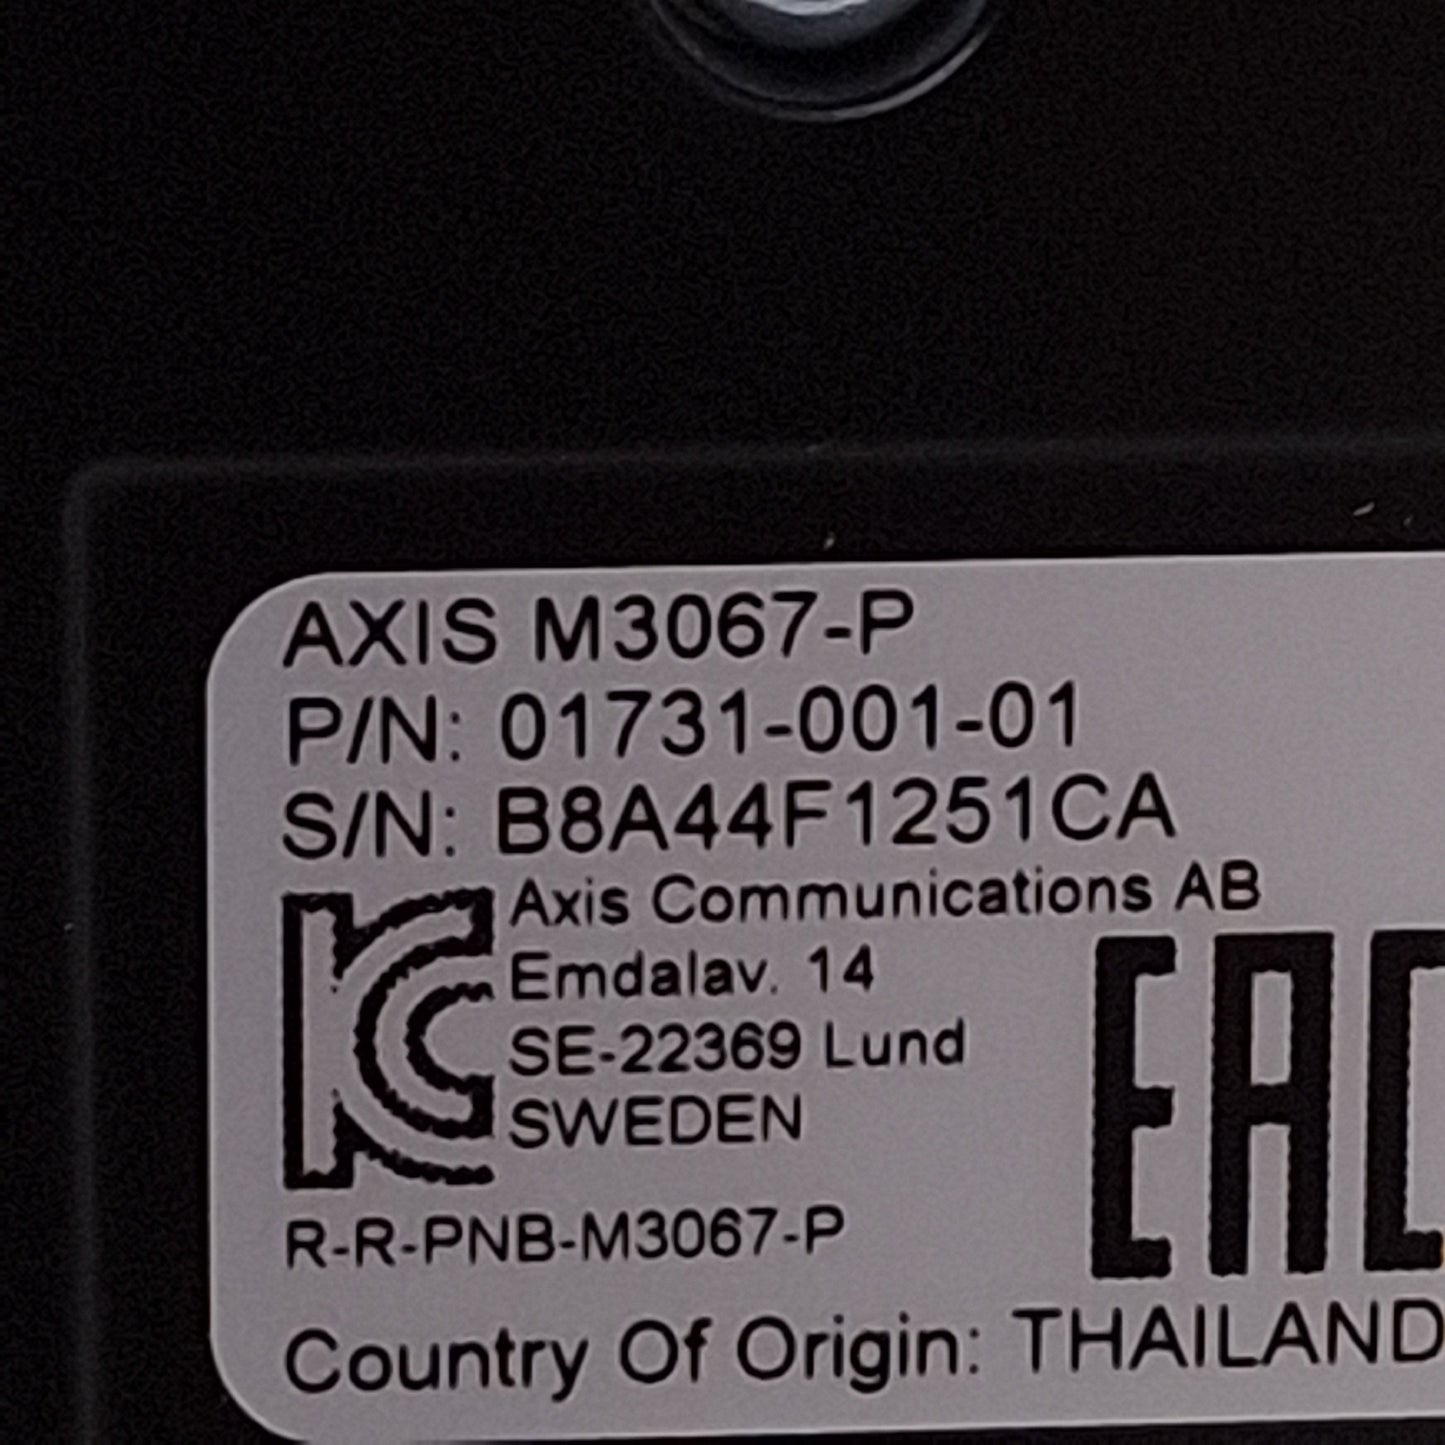 AXIS M3067-P
P/N: 01731-001-01
S/N: B8A44F1251CA
Axis Communications AB
Emdalav. 14
SE-22369 Lund
SWEDEN
EAC
R-R-PNB-M3067-P
Country Of Origin: THAILAND